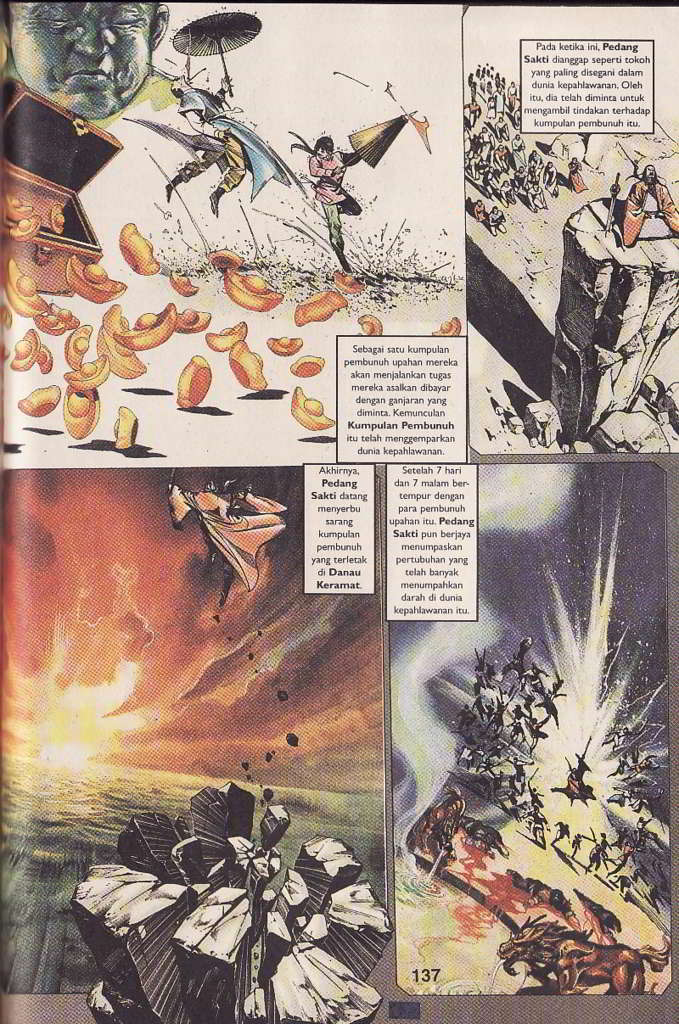 Sebagai satu kumpulan
pembunuh upahan mereka
akan menjalankan tugas
mereka asalkan dibayar
dengan ganjaran yang
diminta. Kemunculan
Kumpulan Pembunuh
itu telah menggemparkan
dunia kepahlawanan.
Pada ketika ini, Pedang
Sakti dianggap seperti tokoh
yang paling disegani dalam
dunia kepahlawanan. Oleh
itu, dia telah diminta untuk
mengambil tindakan terhadap
kumpulan pembunuh itu.
Akhirnya,
Pedang
Sakti datang
menyerbu
sarang
kumpulan
pembunuh
yang terletak
di Danau
Keramat.
Setelah 7 hari
dan 7 malam ber-
tempur dengan
para pembunuh
upahan itu. Pedang
Sakti pun berjaya
menumpaskan
pertubuhan yang
telah banyak
menumpahkan
darah di dunia
kepahlawanan itu.
137